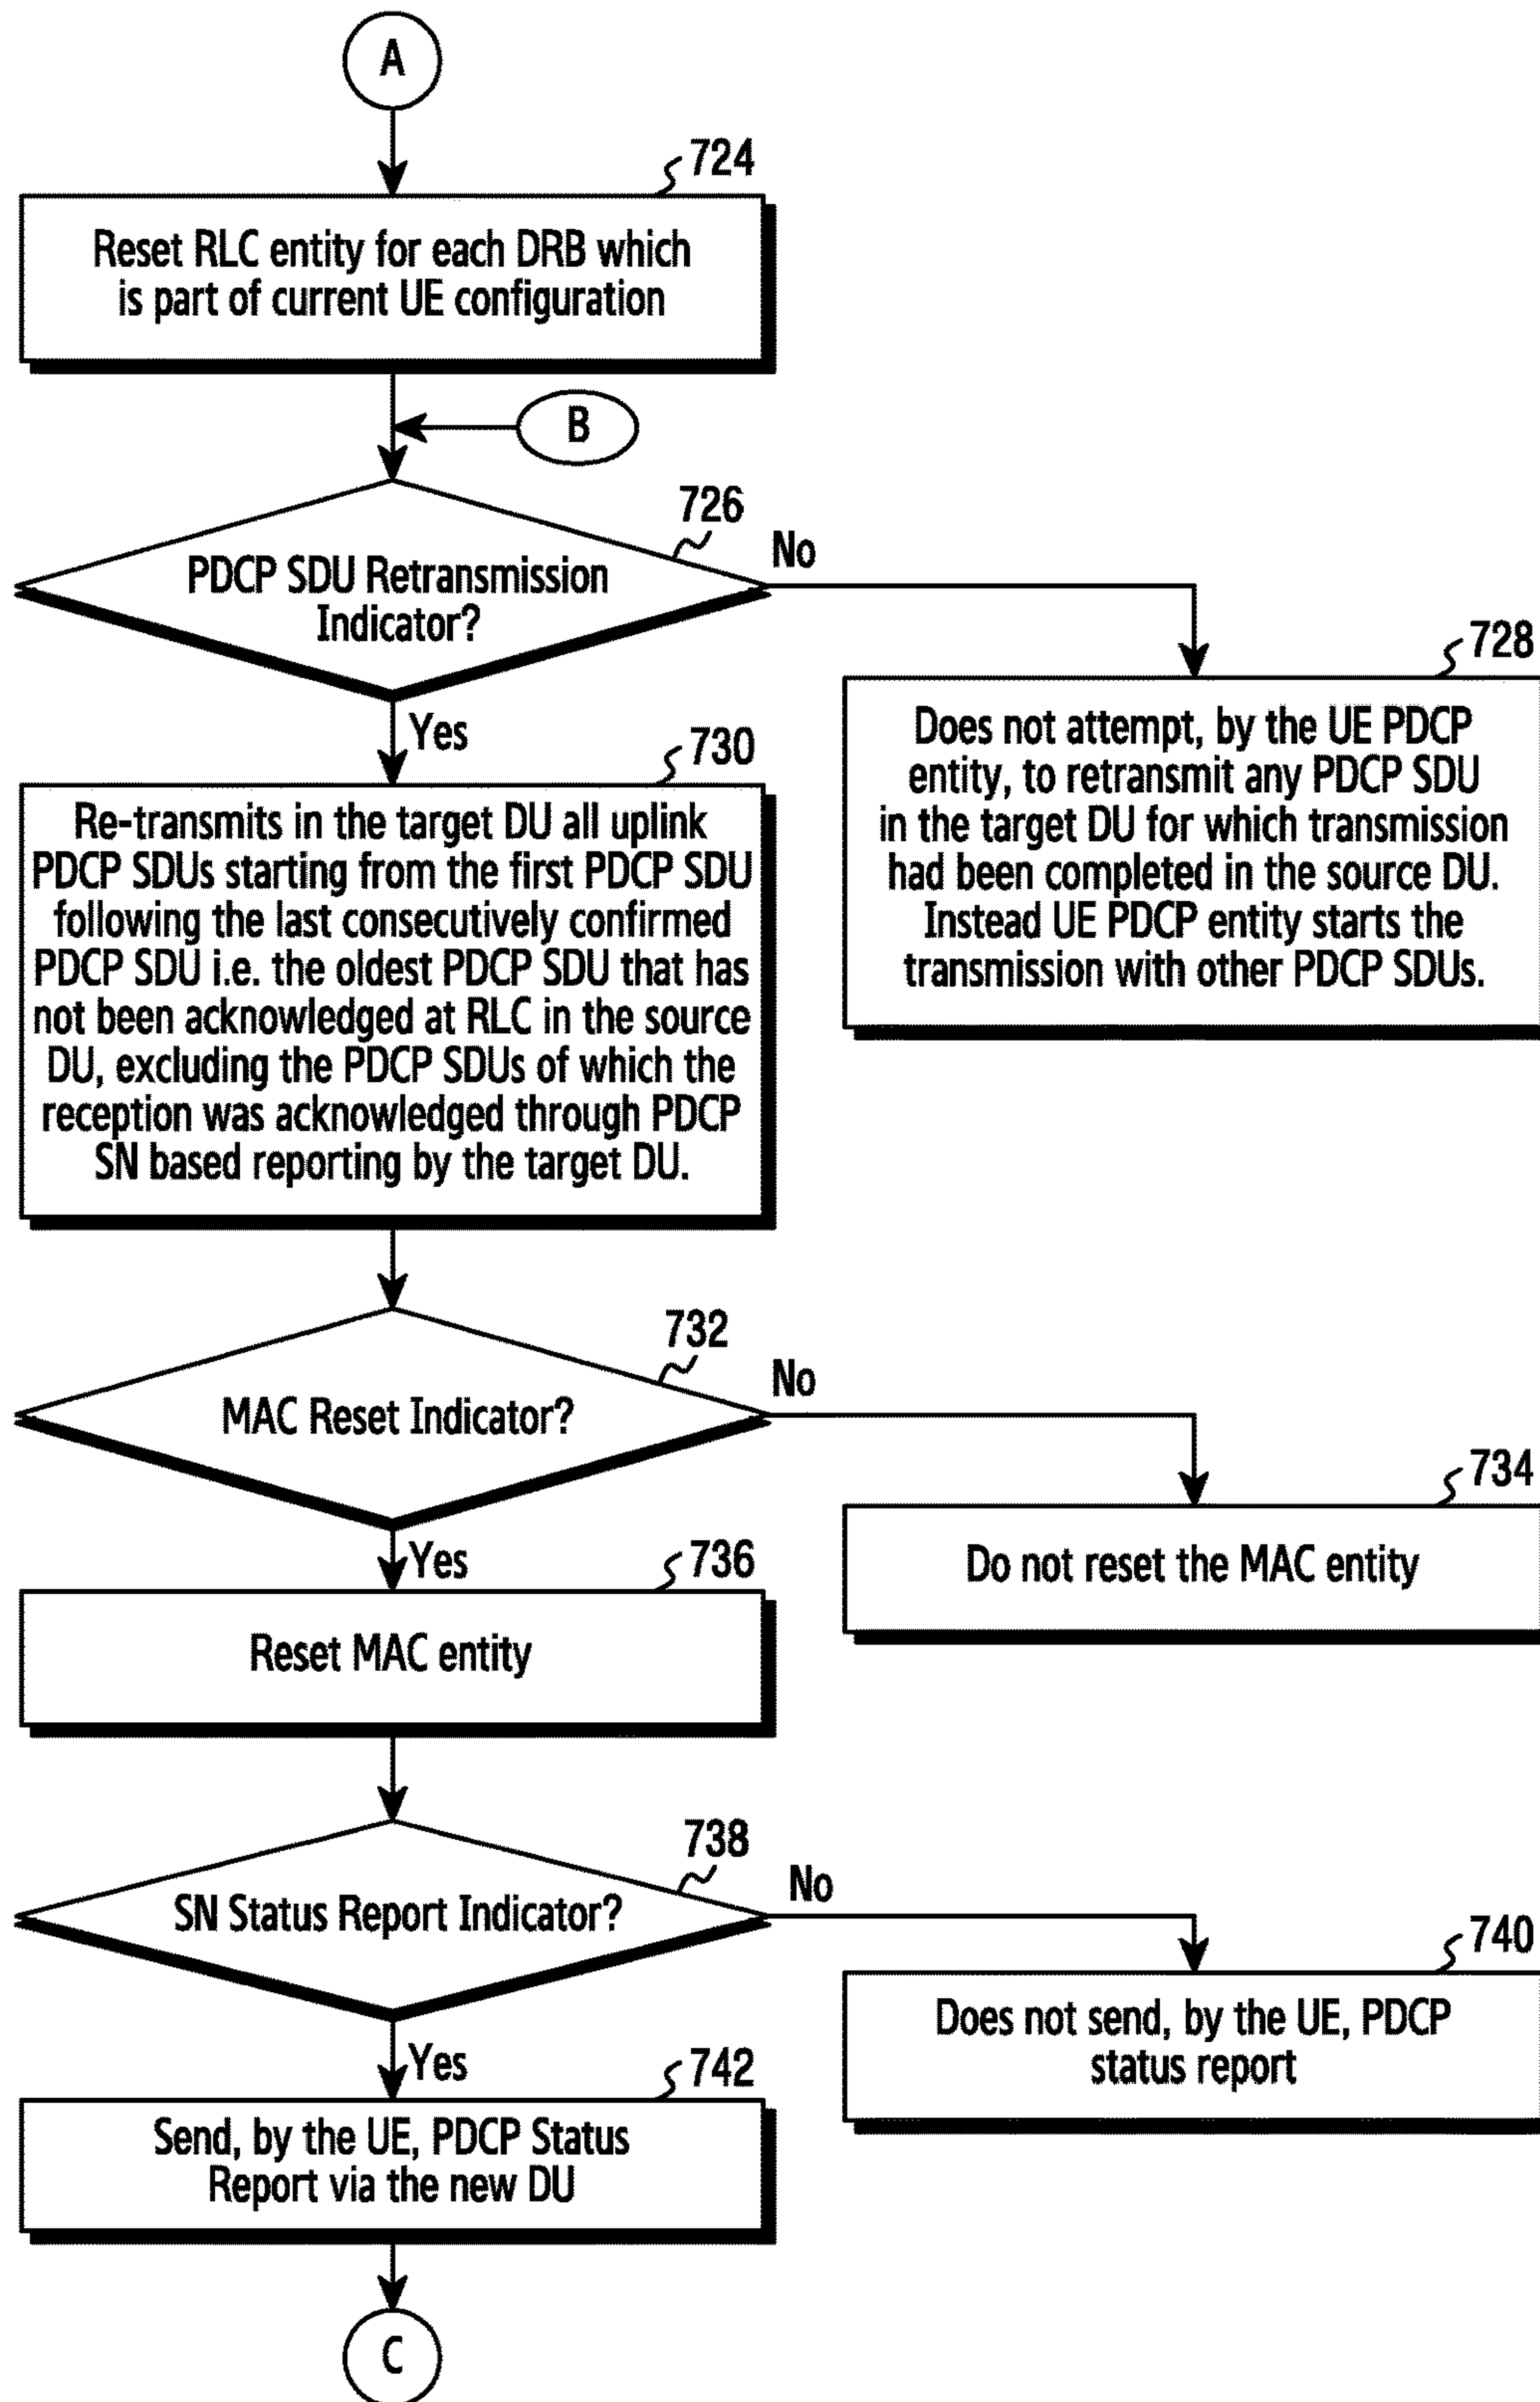 A
724
Reset RLC entity for each DRB which
is part of current UE configuration
B
726
PDCP SDU Retransmission
Indicator?
No
Yes
728
Does not attempt, by the UE PDCP
entity, to retransmit any PDCP SDU
in the target DU for which transmission
had been completed in the source DU.
Instead UE PDCP entity starts the
transmission with other PDCP SDUs.
730
Re-transmits in the target DU all uplink
PDCP SDUs starting from the first PDCP SDU
following the last consecutively confirmed
PDCP SDU i.e. the oldest PDCP SDU that has
not been acknowledged at RLC in the source
DU, excluding the PDCP SDUs of which the
reception was acknowledged through PDCP
SN based reporting by the target DU.
732
MAC Reset Indicator?
No
Yes
734
Do not reset the MAC entity
736
Reset MAC entity
738
SN Status Report Indicator?
No
Yes
740
Does not send, by the UE, PDCP
status report
742
Send, by the UE, PDCP Status
Report via the new DU
C